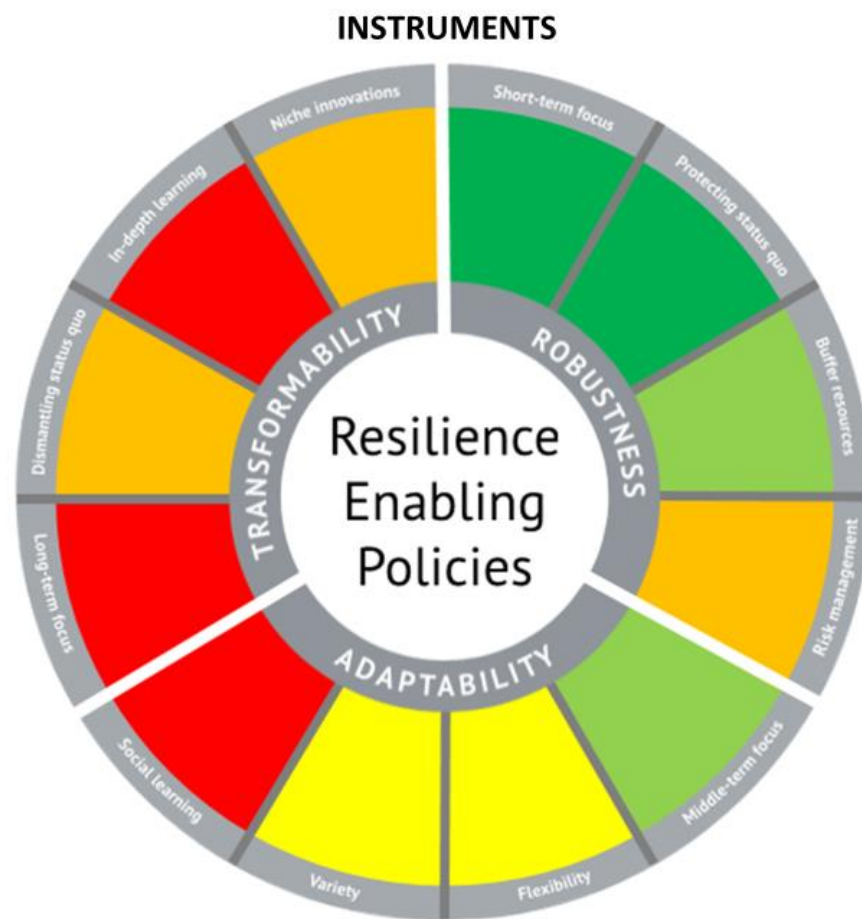 INSTRUMENTS
Short-term focus
Protecting status quo
Buffer resources
Risk management
Middle-term focus
Flexibility
Variety
Social learning
Long-term focus
Dismantling status quo
In-depth learning
Niche innovations
ROBUSTNESS
ADAPTABILITY
TRANSFORMABILITY
Resilience
Enabling
Policies